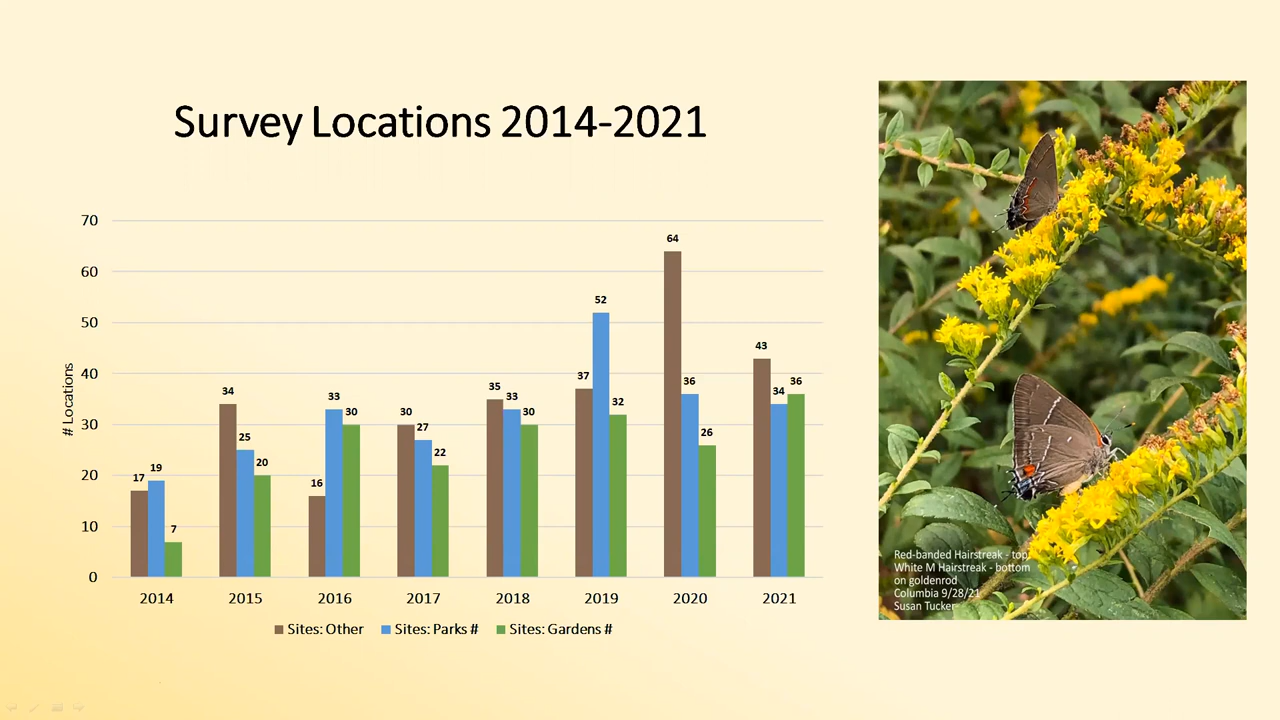 Survey Locations 2014-2021
# Locations
70
60
50
40
30
20
10
0
17 19 7
34 25 20
16 33 30
30 27 22
35 33 30
37 52 32
64 36 26
43 34 36
2014 2015 2016 2017 2018 2019 2020 2021
Sites: Other Sites: Parks # Sites: Gardens #
Red-banded Hairstreak - top;
White M Hairstreak - bottom
on goldenrod
Columbia 9/28/21
Susan Tucker